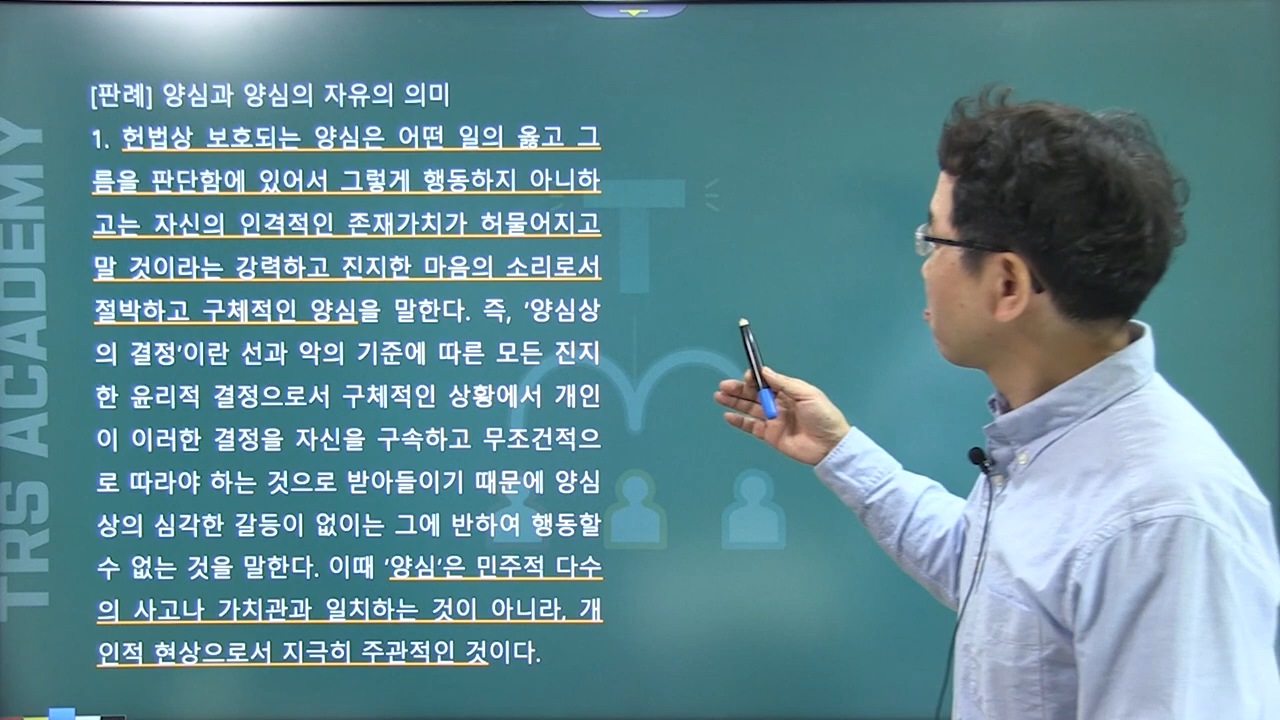 [판례] 양심과 양심의 자유의 의미
1. 헌법상 보호되는 양심은 어떤 일의 옳고 그
름을 판단함에 있어서 그렇게 행동하지 아니하
고는 자신의 인격적인 존재가치가 허물어지고
말 것이라는 강력하고 진지한 마음의 소리로서
절박하고 구체적인 양심을 말한다. 즉, '양심상
의 결정'이란 선과 악의 기준에 따른 모든 진지
한 윤리적 결정으로서 구체적인 상황에서 개인
이 이러한 결정을 자신을 구속하고 무조건적으
로 따라야 하는 것으로 받아들이기 때문에 양심
상의 심각한 갈등이 없이는 그에 반하여 행동할
수 없는 것을 말한다. 이때 '양심'은 민주적 다수
의 사고나 가치관과 일치하는 것이 아니라, 개
인적 현상으로서 지극히 주관적인 것이다.
TRS ACADEMY